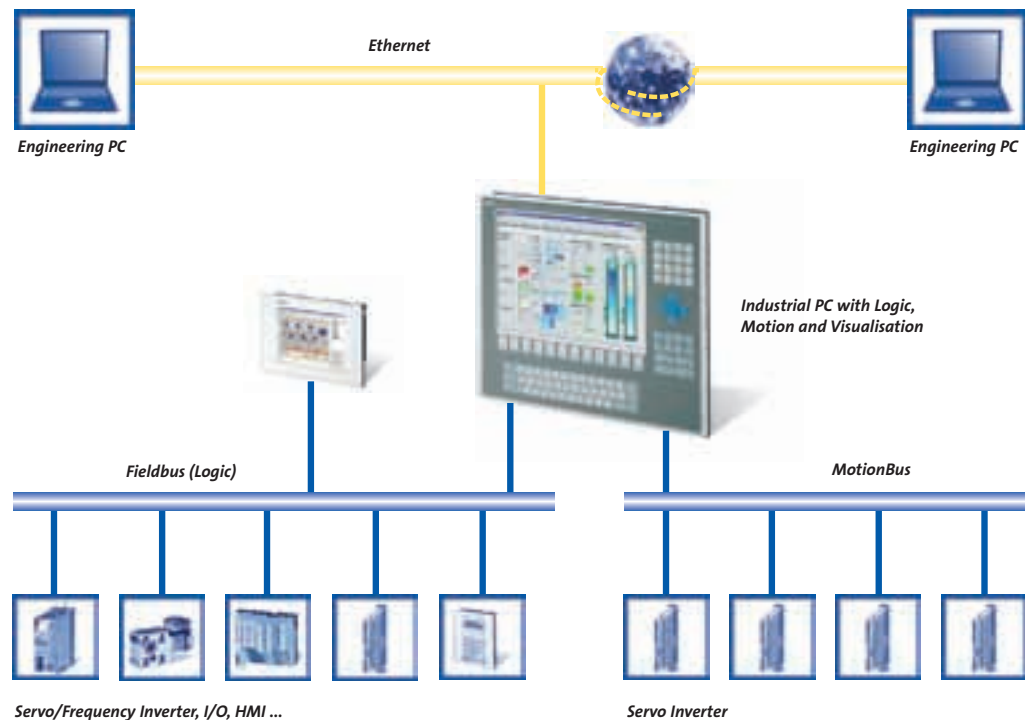 Ethernet
Engineering PC
Engineering PC
Industrial PC with Logic,
Motion and Visualisation
Fieldbus (Logic)
MotionBus
Servo/Frequency Inverter, I/O, HMI ...
Servo Inverter